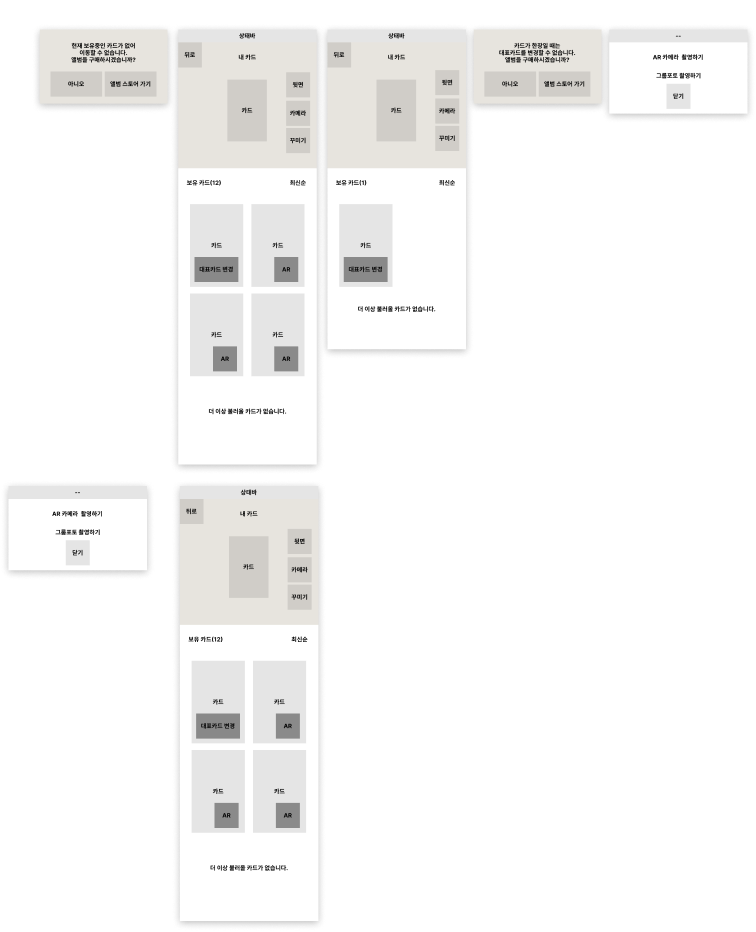 현재 보유중인 카드가 없어
이동할 수 없습니다.
앨범을 구매하시겠습니까?
아니오
앨범 스토어 가기
상태바
뒤로
내 카드
카드
뒷면
카메라
꾸미기
보유 카드(12)
최신순
카드
대표카드 변경
카드
AR
카드
AR
카드
AR
더 이상 불러올 카드가 없습니다.
상태바
뒤로
내 카드
카드
뒷면
카메라
꾸미기
보유 카드(1)
최신순
카드
대표카드 변경
더 이상 불러올 카드가 없습니다.
카드가 한장일 때는
대표카드를 변경할 수 없습니다.
앨범을 구매하시겠습니까?
아니오
앨범 스토어 가기
--
AR 카메라 촬영하기
그룹포토 촬영하기
닫기
--
AR 카메라 촬영하기
그룹포토 촬영하기
닫기
상태바
뒤로
내 카드
카드
뒷면
카메라
꾸미기
보유 카드(12)
최신순
카드
대표카드 변경
카드
AR
카드
AR
카드
AR
더 이상 불러올 카드가 없습니다.